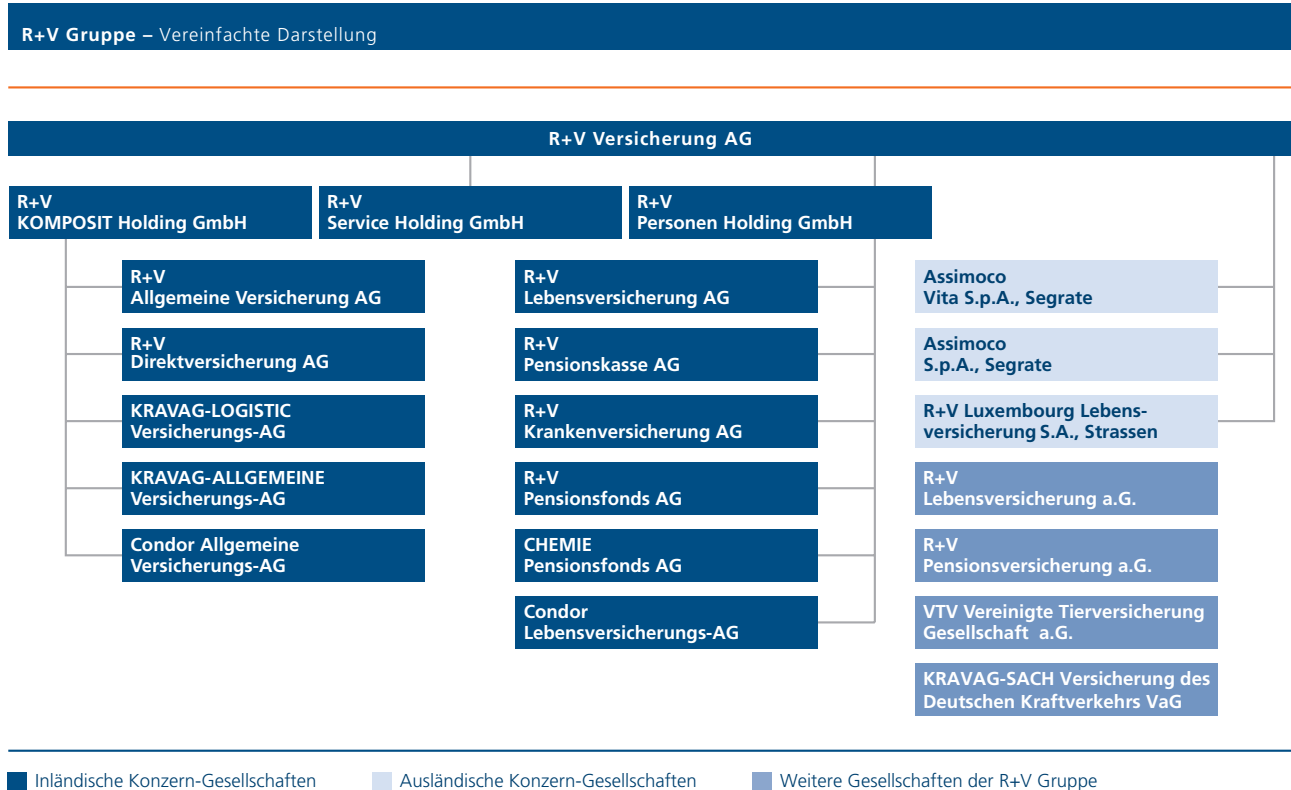 R+V Gruppe – Vereinfachte Darstellung
R+V Versicherung AG
R+V
KOMPOSIT Holding GmbH
R+V
Service Holding GmbH
R+V
Personen Holding GmbH
R+V
Allgemeine Versicherung AG
R+V
Direktversicherung AG
KRAVAG-LOGISTIC
Versicherungs-AG
KRAVAG-ALLGEMEINE
Versicherungs-AG
Condor Allgemeine
Versicherungs-AG
R+V
Lebensversicherung AG
R+V
Pensionskasse AG
R+V
Krankenversicherung AG
R+V
Pensionsfonds AG
CHEMIE
Pensionsfonds AG
Condor
Lebensversicherungs-AG
Assimoco
Vita S.p.A., Segrate
Assimoco
S.p.A., Segrate
R+V Luxembourg Lebens-
versicherung S.A., Strassen
R+V
Lebensversicherung a.G.
R+V
Pensionsversicherung a.G.
VTV Vereinigte Tierversicherung
Gesellschaft a.G.
KRAVAG-SACH Versicherung des
Deutschen Kraftverkehrs VaG
Inländische Konzern-Gesellschaften
Ausländische Konzern-Gesellschaften
Weitere Gesellschaften der R+V Gruppe